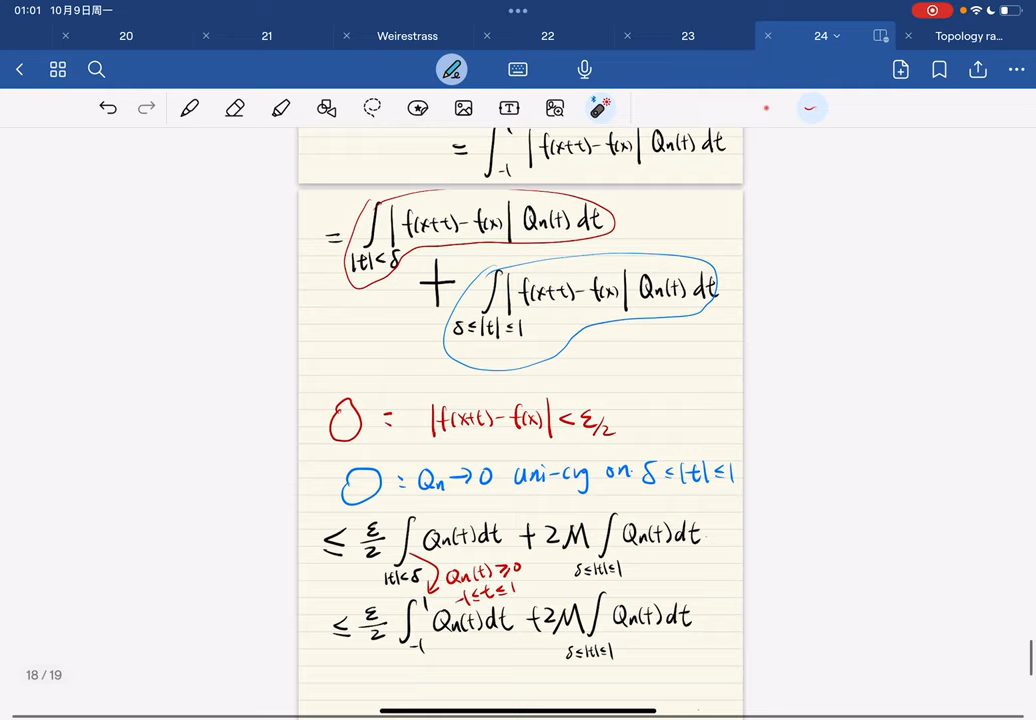 01:01 10月9日周一
20 21 Weirestrass 22 23 24 Topology ra...
= ∫_{-1}^{1} |f(x+t)-f(x)| Qn(t) dt
= ∫_{|t|<δ} |f(x+t)-f(x)| Qn(t) dt
+ ∫_{δ≤|t|≤1} |f(x+t)-f(x)| Qn(t) dt
: |f(x+t)-f(x)| < ε/2
: Qn→0 uni-cvg on δ≤|t|≤1
≤ ε/2 ∫_{|t|<δ} Qn(t)dt + 2M ∫_{δ≤|t|≤1} Qn(t)dt
Qn(t)≥0
-1≤t≤1
≤ ε/2 ∫_{-1}^{1} Qn(t)dt + 2M ∫_{δ≤|t|≤1} Qn(t)dt
18 / 19